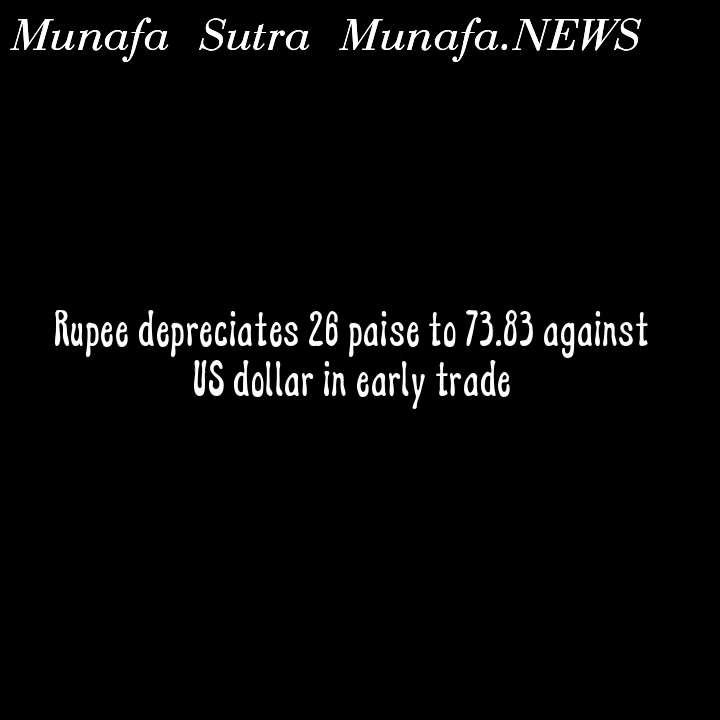 Munafa Sutra Munafa.NEWS
Rupee depreciates 26 paise to 73.83 against
US dollar in early trade